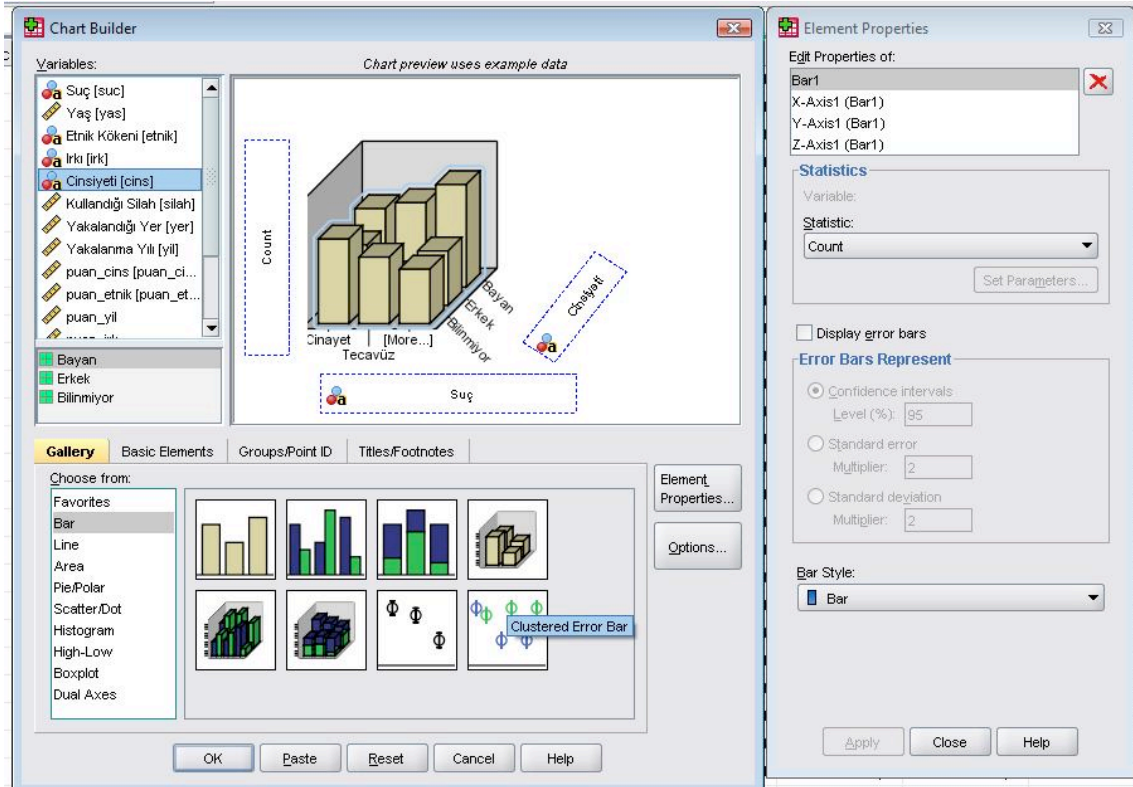 Chart Builder
Variables:
Chart preview uses example data
Suç [suc]
Yaş [yas]
Etnik Kökeni [etnik]
Irkı [irk]
Cinsiyeti [cins]
Kullandığı Silah [silah]
Yakalandığı Yer [yer]
Yakalanma Yılı [yil]
puan_cins [puan_ci...
puan_etnik [puan_et...
puan_yil
Bayan
Erkek
Bilinmiyor
Count
Cinayet
[More...]
Tecavüz
Bayan
Erkek
Bilinmiyor
Cinsiyeti
Suç
Gallery
Basic Elements
Groups/Point ID
Titles/Footnotes
Choose from:
Favorites
Bar
Line
Area
Pie/Polar
Scatter/Dot
Histogram
High-Low
Boxplot
Dual Axes
Clustered Error Bar
Element
Properties...
Options...
OK
Paste
Reset
Cancel
Help
Element Properties
Edit Properties of:
Bar1
X-Axis1 (Bar1)
Y-Axis1 (Bar1)
Z-Axis1 (Bar1)
Statistics
Variable:
Statistic:
Count
Set Parameters...
Display error bars
Error Bars Represent
Confidence intervals
Level (%): 95
Standard error
Multiplier: 2
Standard deviation
Multiplier: 2
Bar Style:
Bar
Apply
Close
Help